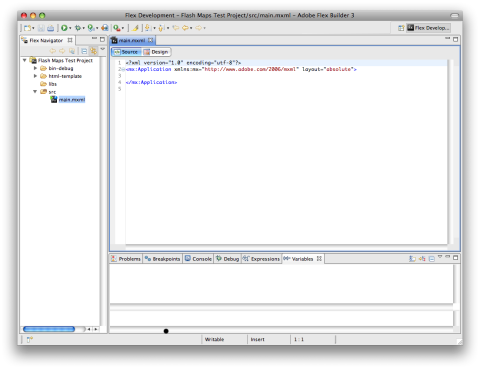 Flex Development - Flash Maps Test Project/src/main.mxml - Adobe Flex Builder 3
Flex Develop...
Flex Navigator
main.mxml
Source Design
Flash Maps Test Project
bin-debug
html-template
libs
src
main.mxml
1 <?xml version="1.0" encoding="utf-8"?>
2 <mx:Application xmlns:mx="http://www.adobe.com/2006/mxml" layout="absolute">
3
4 </mx:Application>
5
Problems Breakpoints Console Debug Expressions Variables
Writable Insert 1 : 1